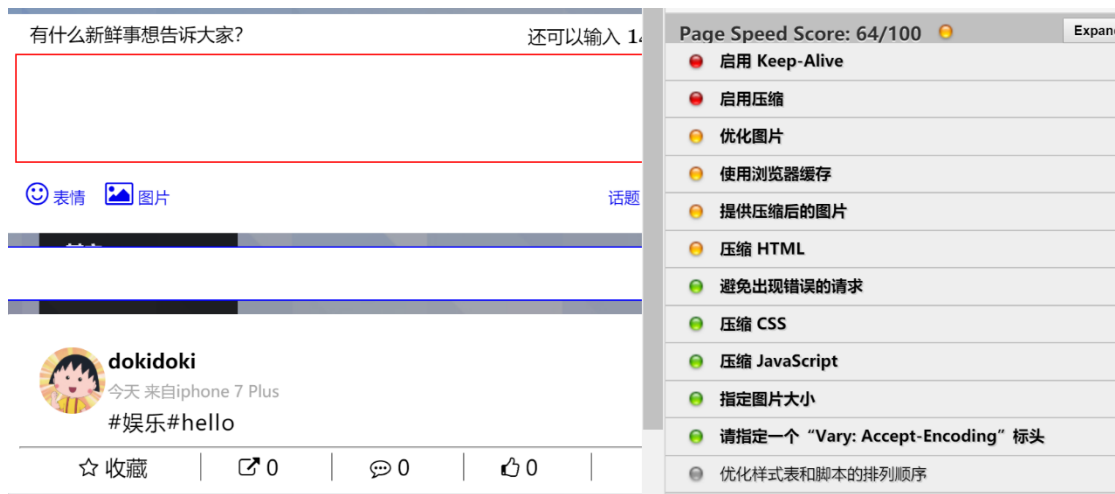 有什么新鲜事想告诉大家?
还可以输入
表情
图片
话题
dokidoki
今天 来自iphone 7 Plus
#娱乐#hello
收藏
0
0
0
Page Speed Score: 64/100
启用 Keep-Alive
启用压缩
优化图片
使用浏览器缓存
提供压缩后的图片
压缩 HTML
避免出现错误的请求
压缩 CSS
压缩 JavaScript
指定图片大小
请指定一个“Vary: Accept-Encoding”标头
优化样式表和脚本的排列顺序